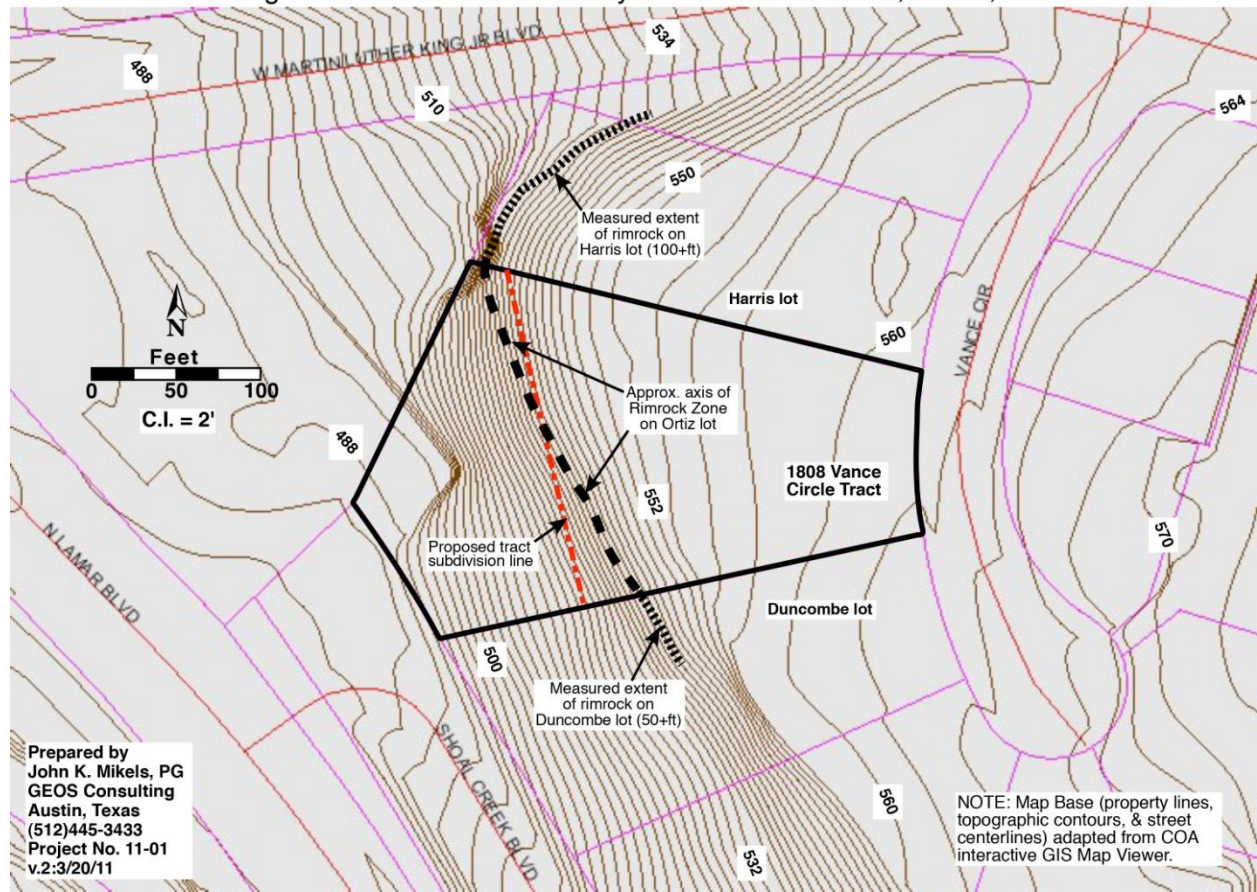 488
534
W MARTIN LUTHER KING JR BLVD
510
564
550
Measured extent
of rimrock on
Harris lot (100+ft)
Harris lot
560
VANCE CIR
N
Feet
0 50 100
C.I. = 2'
Approx. axis of
Rimrock Zone
on Ortiz lot
488
1808 Vance
Circle Tract
552
570
Proposed tract
subdivision line
N LAMAR BLVD
Duncombe lot
500
Measured extent
of rimrock on
Duncombe lot (50+ft)
SHOAL CREEK BLVD
Prepared by
John K. Mikels, PG
GEOS Consulting
Austin, Texas
(512)445-3433
Project No. 11-01
v.2:3/20/11
560
532
NOTE: Map Base (property lines,
topographic contours, & street
centerlines) adapted from COA
interactive GIS Map Viewer.